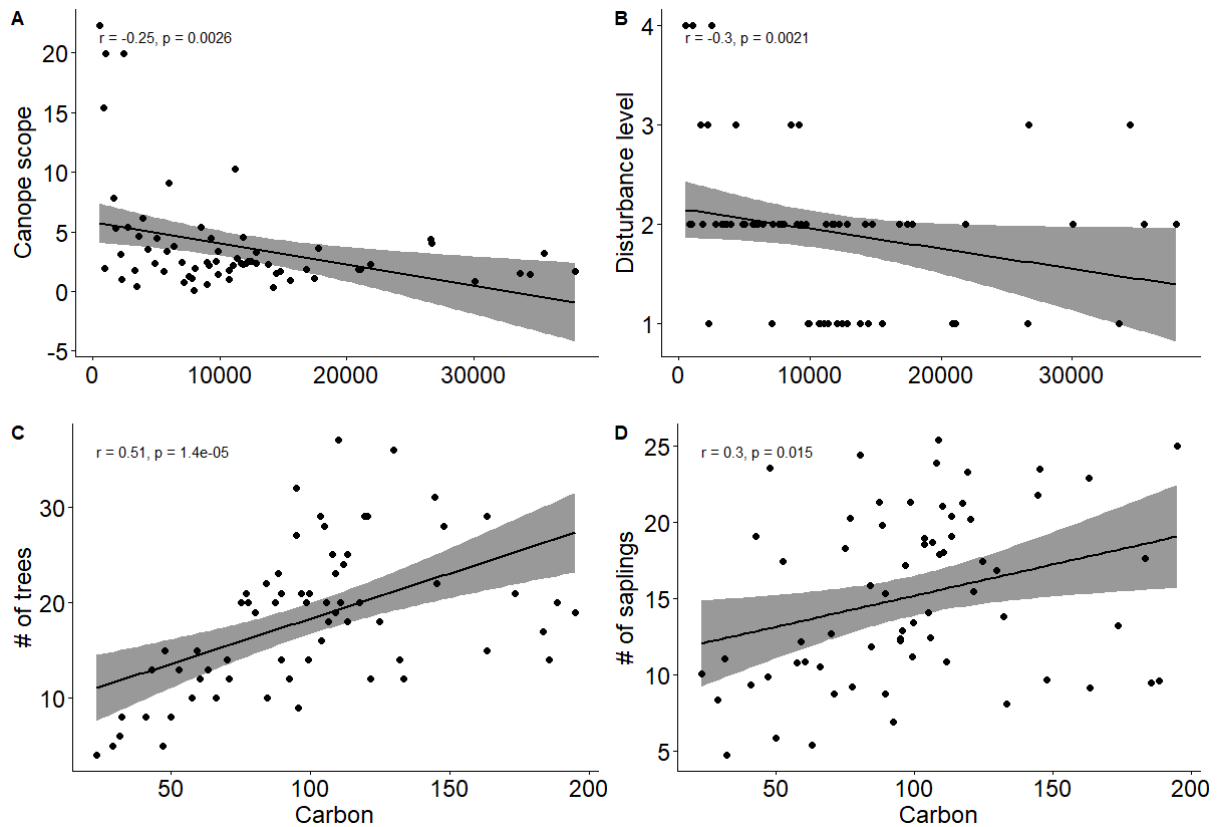 A
r = -0.25, p = 0.0026
Canope scope
20
15
10
5
0
-5
0 10000 20000 30000
B
r = -0.3, p = 0.0021
Disturbance level
4
3
2
1
0 10000 20000 30000
C
r = 0.51, p = 1.4e-05
# of trees
30
20
10
50 100 150 200
Carbon
D
r = 0.3, p = 0.015
# of saplings
25
20
15
10
5
50 100 150 200
Carbon